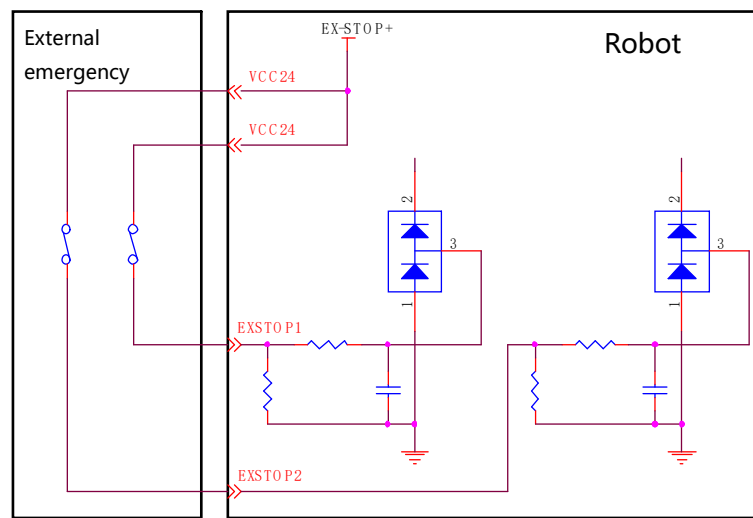 External
emergency
EX-STOP+
Robot
VCC24
VCC24
2
3
1
2
3
1
EXSTOP1
EXSTOP2